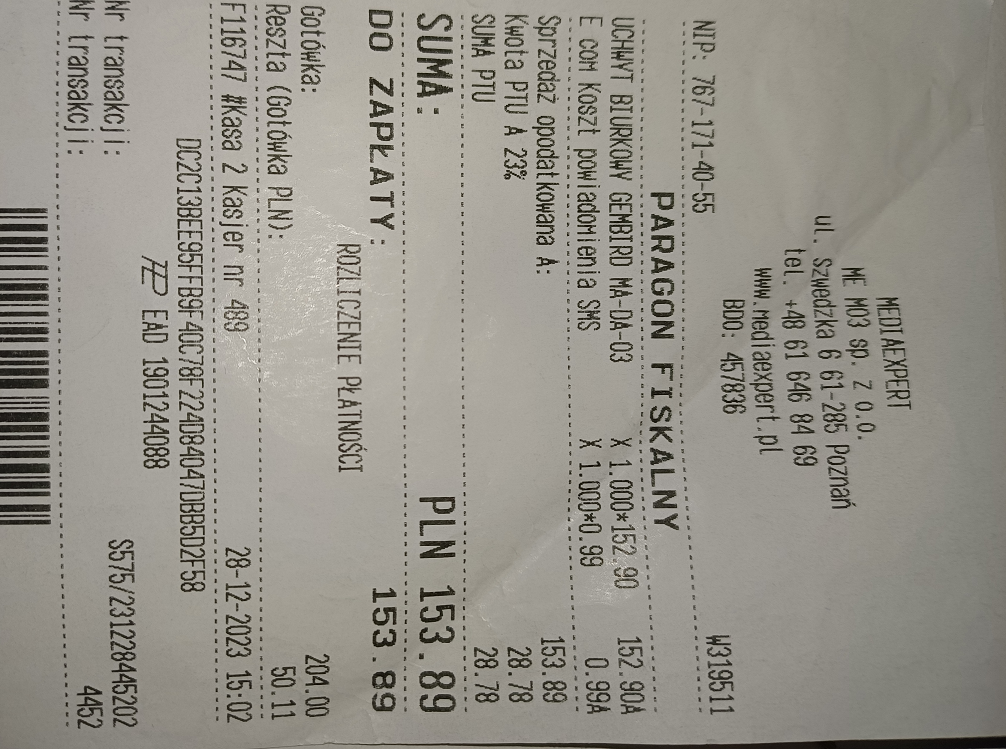 MEDIAEXPERT
ME M03 sp. Z O.O.
ul. Szwedzka 6 61-285 Poznań
tel. +48 61 646 84 69
www.mediaexpert.pl
BDO: 457836
NIP: 767-171-40-55 W319511
PARAGON FISKALNY
UCHWYT BIURKOWY GEMBIRD MA-DA-03 X 1.000*152.90 152.90A
E COM Koszt powiadomienia SMS X 1.000*0.99 0.99A
Sprzedaż opodatkowana A: 153.89
Kwota PTU A 23% 28.78
SUMA PTU 28.78
SUMA: PLN 153.89
DO ZAPŁATY: 153.89
ROZLICZENIE PŁATNOŚCI
Gotówka: 204.00
Reszta (Gotówka PLN): 50.11
F116747 #Kasa 2 Kasjer nr 489 28-12-2023 15:02
DC2C13BEE95FFB9F40C78F224D84047DBB5D2F58
EAD 1901244088
Nr transakcji: S575/231228445202
Nr transakcji: 4452